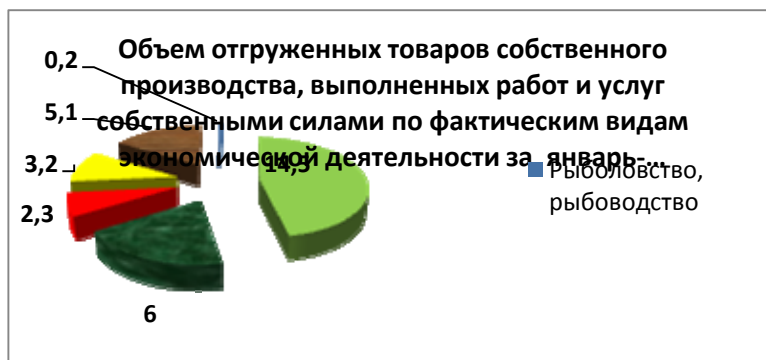 Объем отгруженных товаров собственного
производства, выполненных работ и услуг
собственными силами по фактическим видам
экономической деятельности за январь-...
0,2
5,1
3,2
2,3
6
14,5
Рыболовство,
рыбоводство